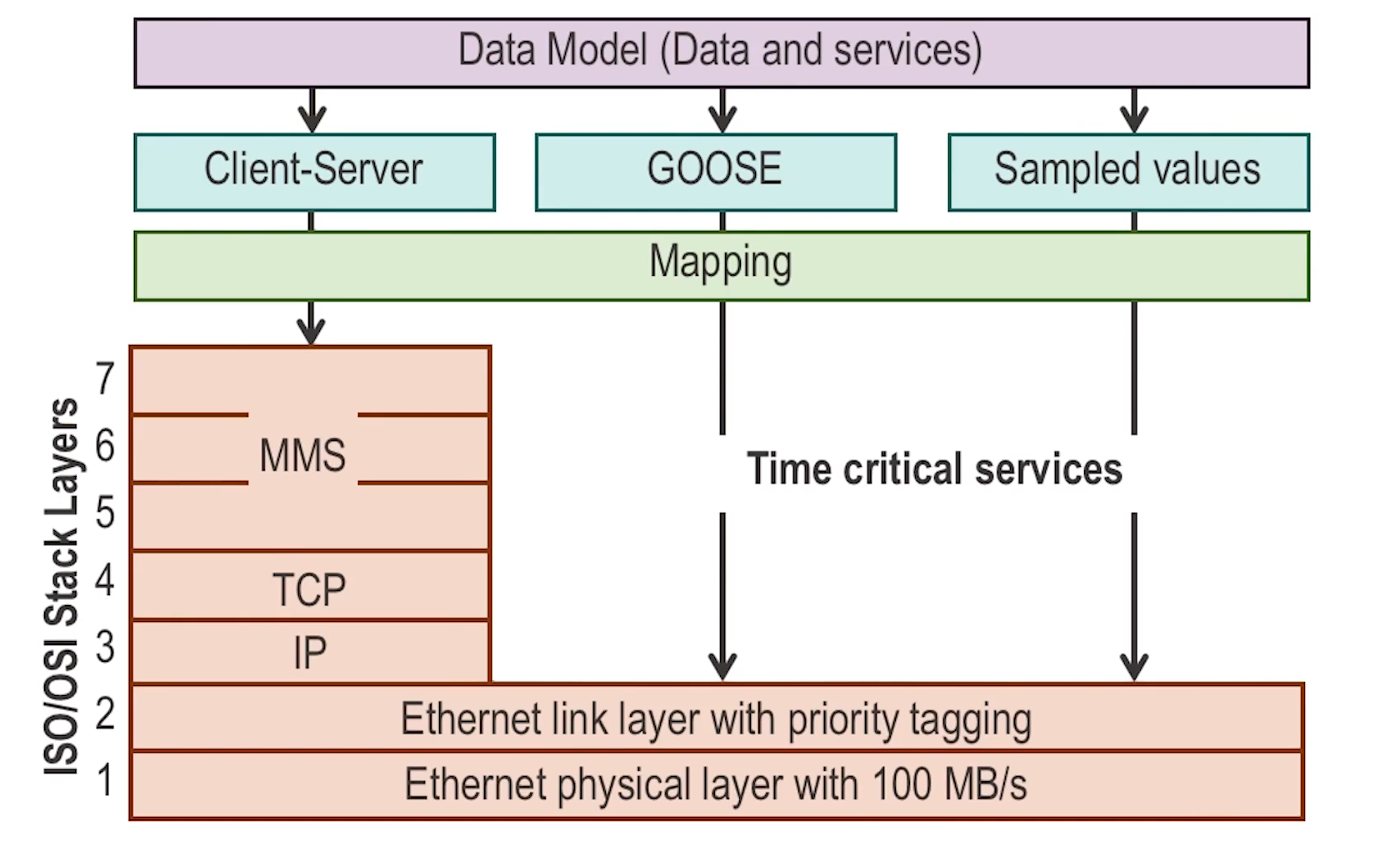 Data Model (Data and services)
Client-Server
GOOSE
Sampled values
Mapping
ISO/OSI Stack Layers
7
6
MMS
5
Time critical services
4
TCP
3
IP
2
Ethernet link layer with priority tagging
1
Ethernet physical layer with 100 MB/s